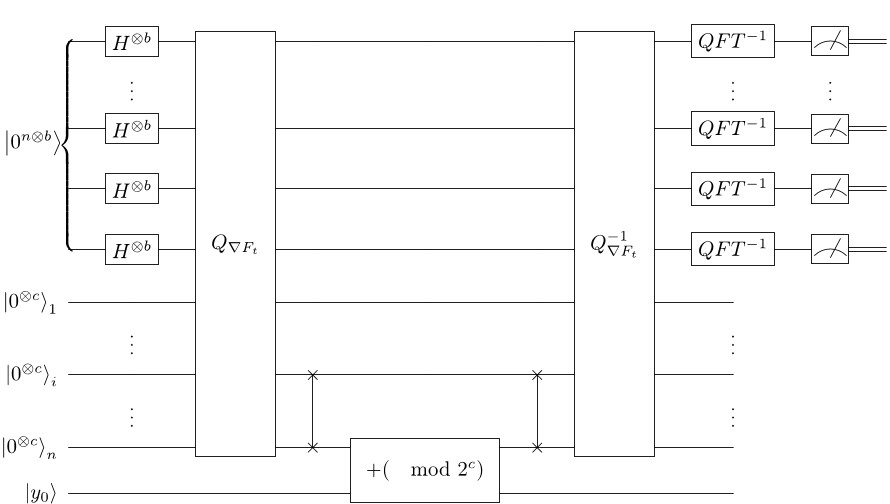 H^{⊗b} QFT^{-1}
⋮ ⋮ ⋮
H^{⊗b} QFT^{-1}
|0^{n⊗b}⟩
H^{⊗b} QFT^{-1}
H^{⊗b} Q_{∇F_t} Q^{-1}_{∇F_t} QFT^{-1}
|0^{⊗c}⟩_1
⋮ ⋮
|0^{⊗c}⟩_i
⋮ ⋮
|0^{⊗c}⟩_n
+( mod 2^c)
|y_0⟩